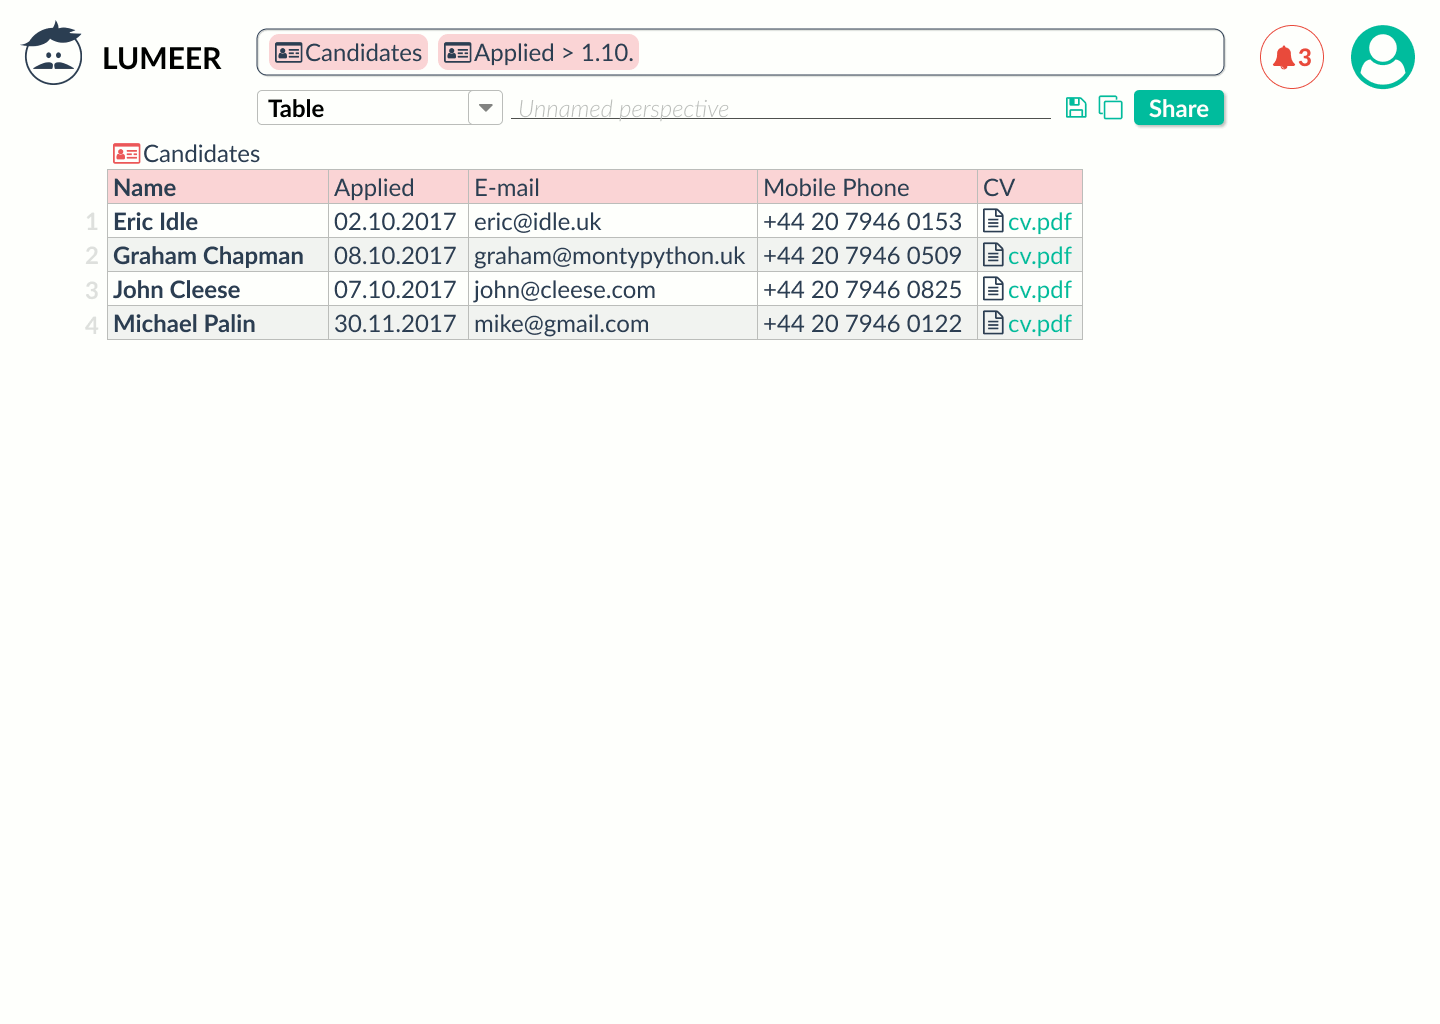 LUMEER
Candidates Applied > 1.10.
3
Table
Unnamed perspective
Share
Candidates
Name Applied E-mail Mobile Phone CV
1 Eric Idle 02.10.2017 eric@idle.uk +44 20 7946 0153 cv.pdf
2 Graham Chapman 08.10.2017 graham@montypython.uk +44 20 7946 0509 cv.pdf
3 John Cleese 07.10.2017 john@cleese.com +44 20 7946 0825 cv.pdf
4 Michael Palin 30.11.2017 mike@gmail.com +44 20 7946 0122 cv.pdf